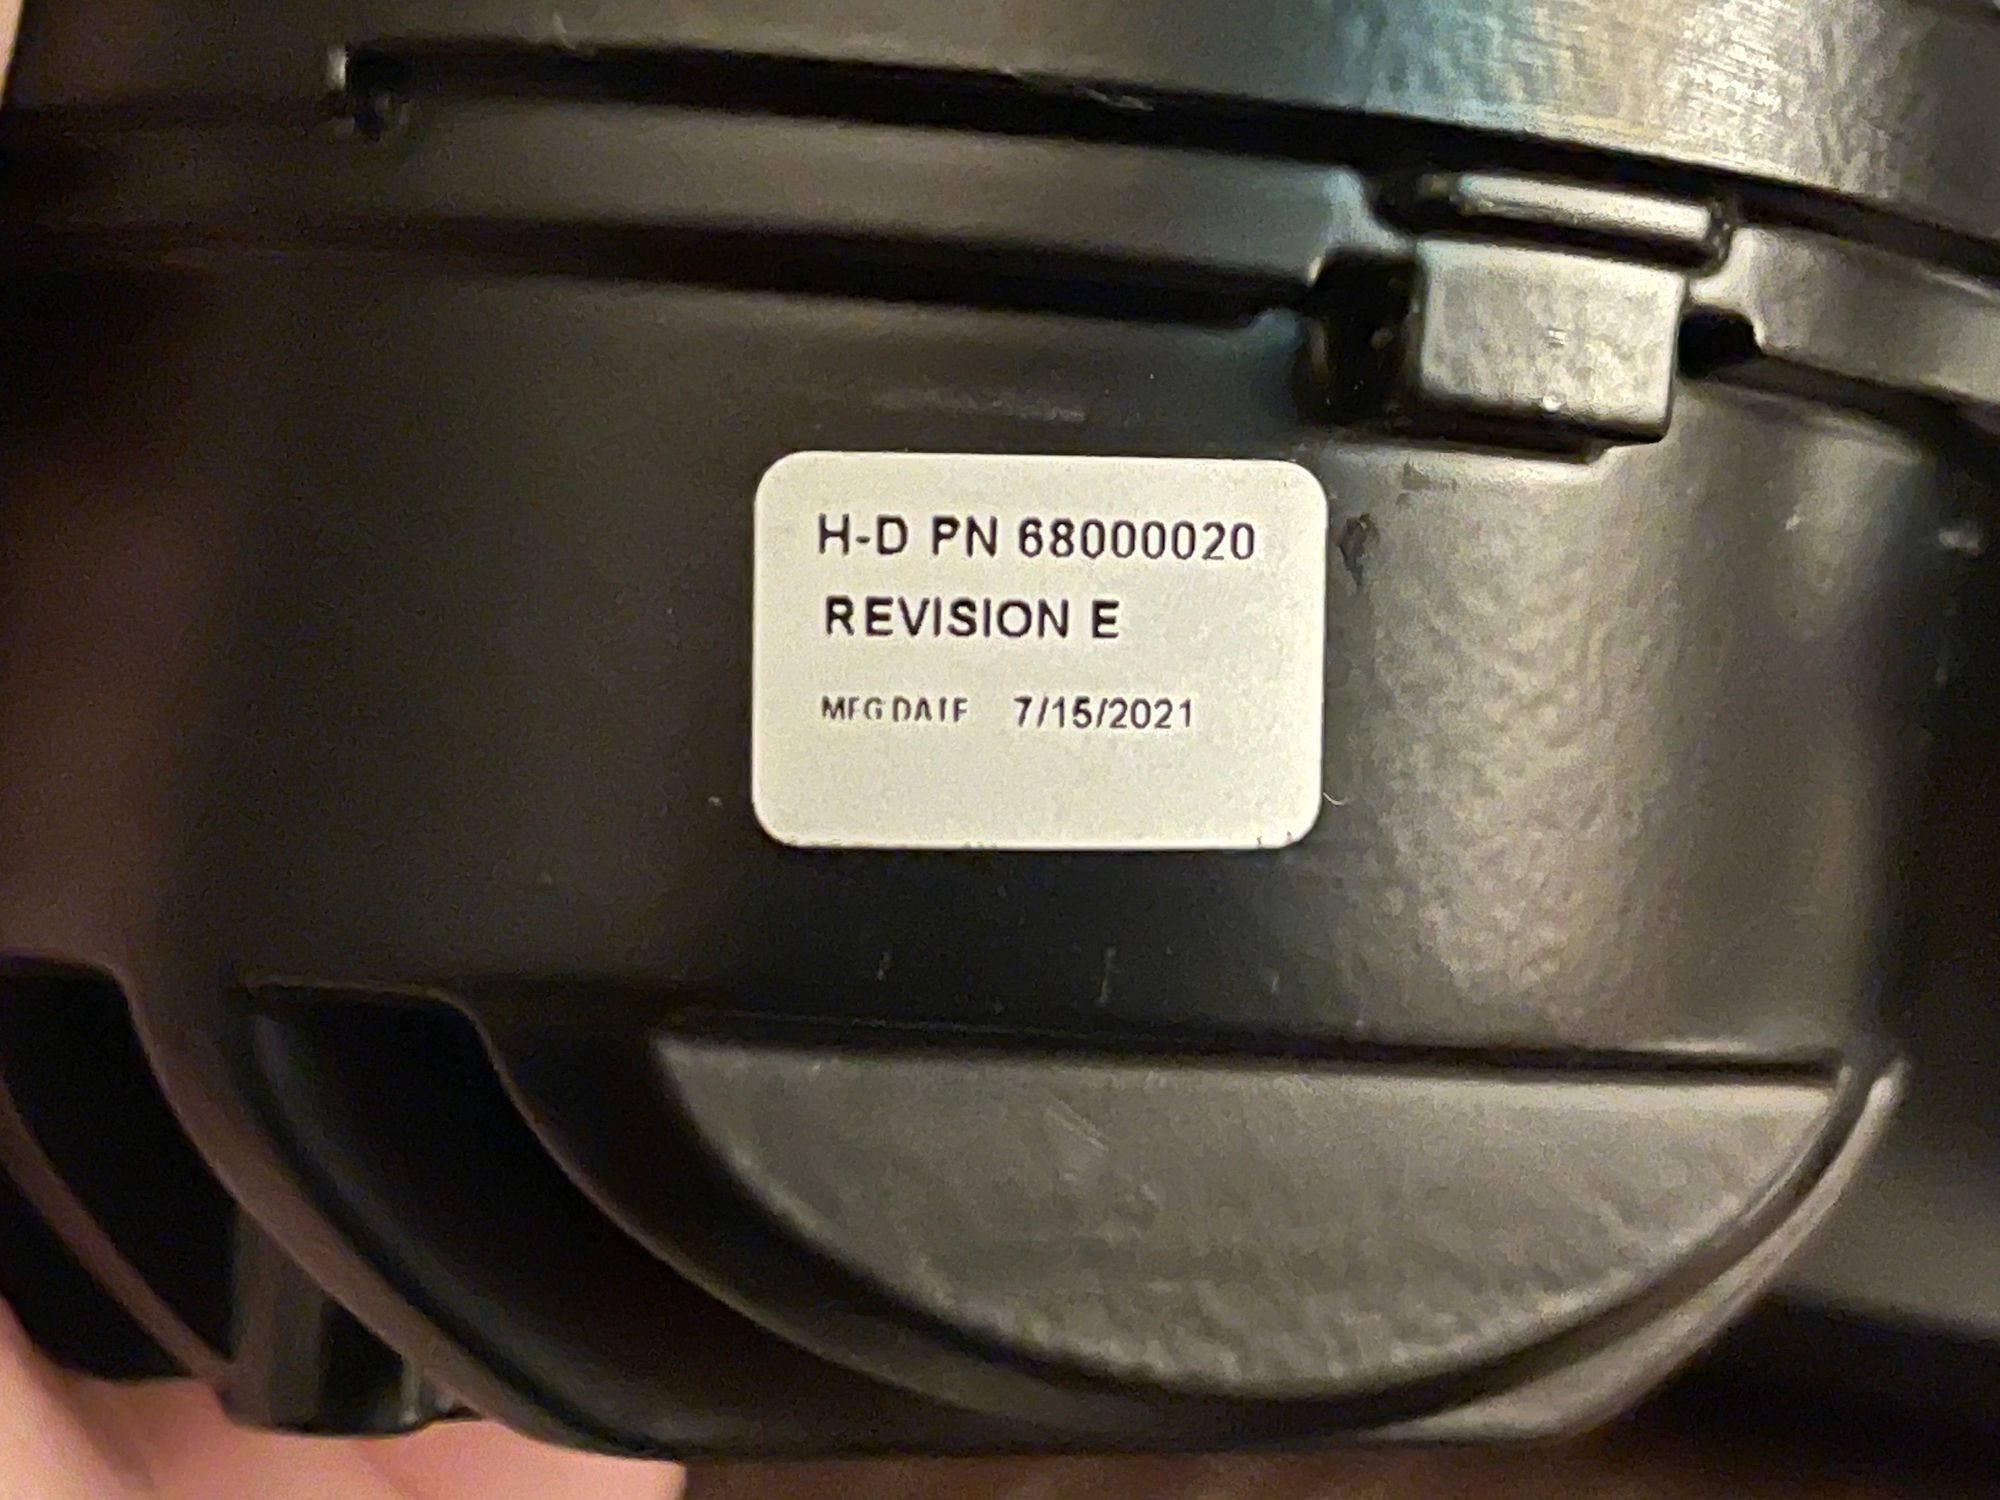 H-D PN 68000020
REVISION E
MFG DATE 7/15/2021